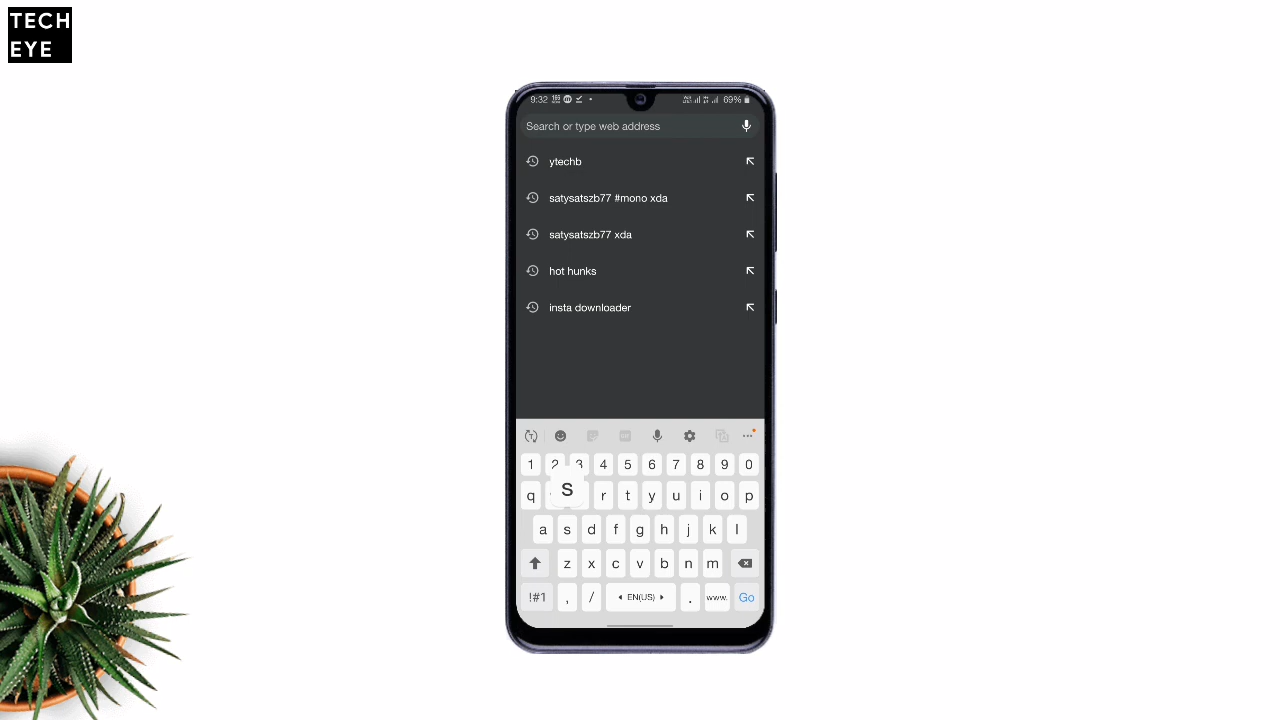 TECH
EYE
9:32 69%
Search or type web address
ytechb
satysatszb77 #mono xda
satysatszb77 xda
hot hunks
insta downloader
1 2 3 4 5 6 7 8 9 0
q s r t y u i o p
a s d f g h j k l
z x c v b n m
!#1 , / EN(US) . www. Go